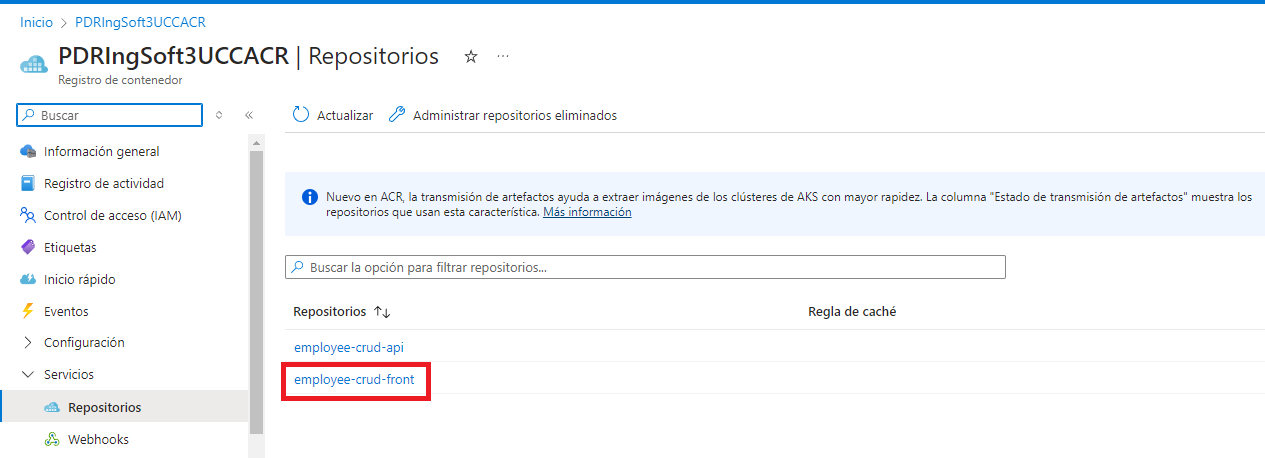 Inicio > PDRIngSoft3UCCACR
PDRIngSoft3UCCACR | Repositorios
Registro de contenedor
Buscar
Actualizar
Administrar repositorios eliminados
Información general
Registro de actividad
Control de acceso (IAM)
Etiquetas
Inicio rápido
Eventos
Configuración
Servicios
Repositorios
Webhooks
Nuevo en ACR, la transmisión de artefactos ayuda a extraer imágenes de los clústeres de AKS con mayor rapidez. La columna "Estado de transmisión de artefactos" muestra los
repositorios que usan esta característica. Más información
Buscar la opción para filtrar repositorios...
Repositorios
Regla de caché
employee-crud-api
employee-crud-front